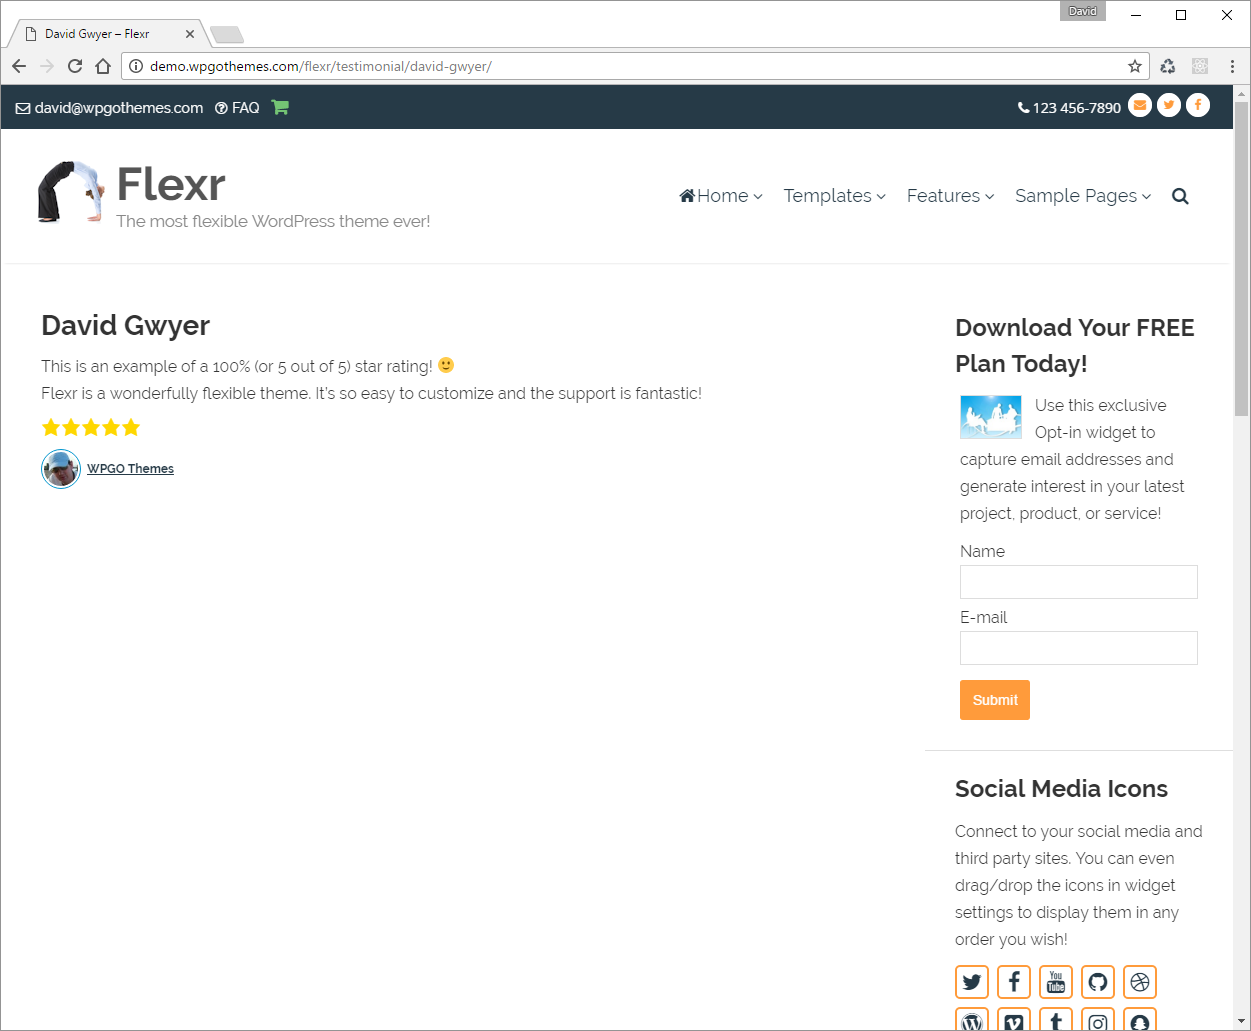 David
David Gwyer – Flexr
demo.wpgothemes.com/flexr/testimonial/david-gwyer/
david@wpgothemes.com FAQ
123 456-7890
Flexr
The most flexible WordPress theme ever!
Home Templates Features Sample Pages
David Gwyer
This is an example of a 100% (or 5 out of 5) star rating! 🙂
Flexr is a wonderfully flexible theme. It's so easy to customize and the support is fantastic!
WPGO Themes
Download Your FREE
Plan Today!
Use this exclusive
Opt-in widget to
capture email addresses and
generate interest in your latest
project, product, or service!
Name
E-mail
Submit
Social Media Icons
Connect to your social media and
third party sites. You can even
drag/drop the icons in widget
settings to display them in any
order you wish!
You
Tube